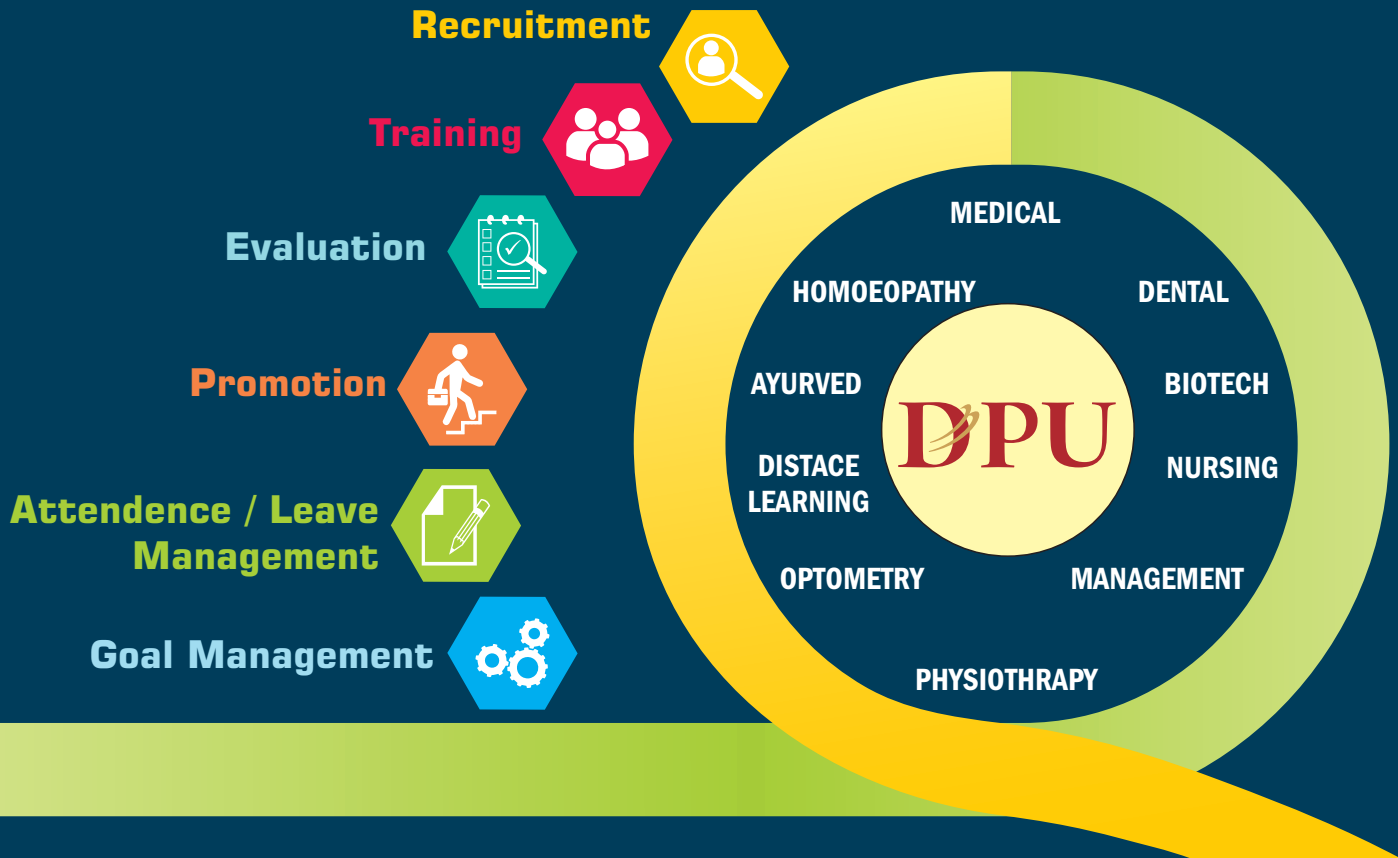 Recruitment
Training
Evaluation
Promotion
Attendence / Leave
Management
Goal Management
MEDICAL
HOMOEOPATHY
DENTAL
AYURVED
BIOTECH
DPU
DISTACE
LEARNING
NURSING
OPTOMETRY
MANAGEMENT
PHYSIOTHRAPY